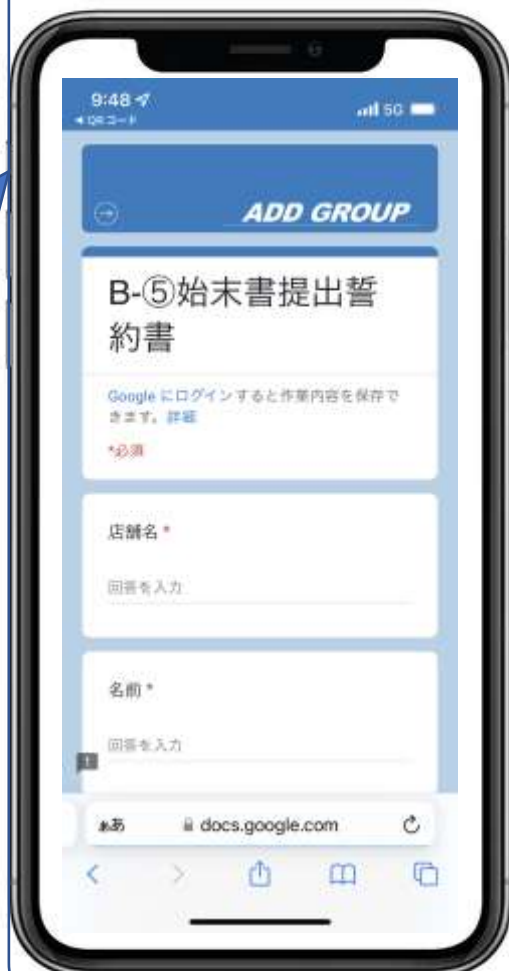 9:48
◀ QRコード
5G
ADD GROUP
B-⑤始末書提出誓
約書
Google にログインすると作業内容を保存で
きます。詳細
*必須
店舗名 *
回答を入力
名前 *
回答を入力
ぁあ docs.google.com